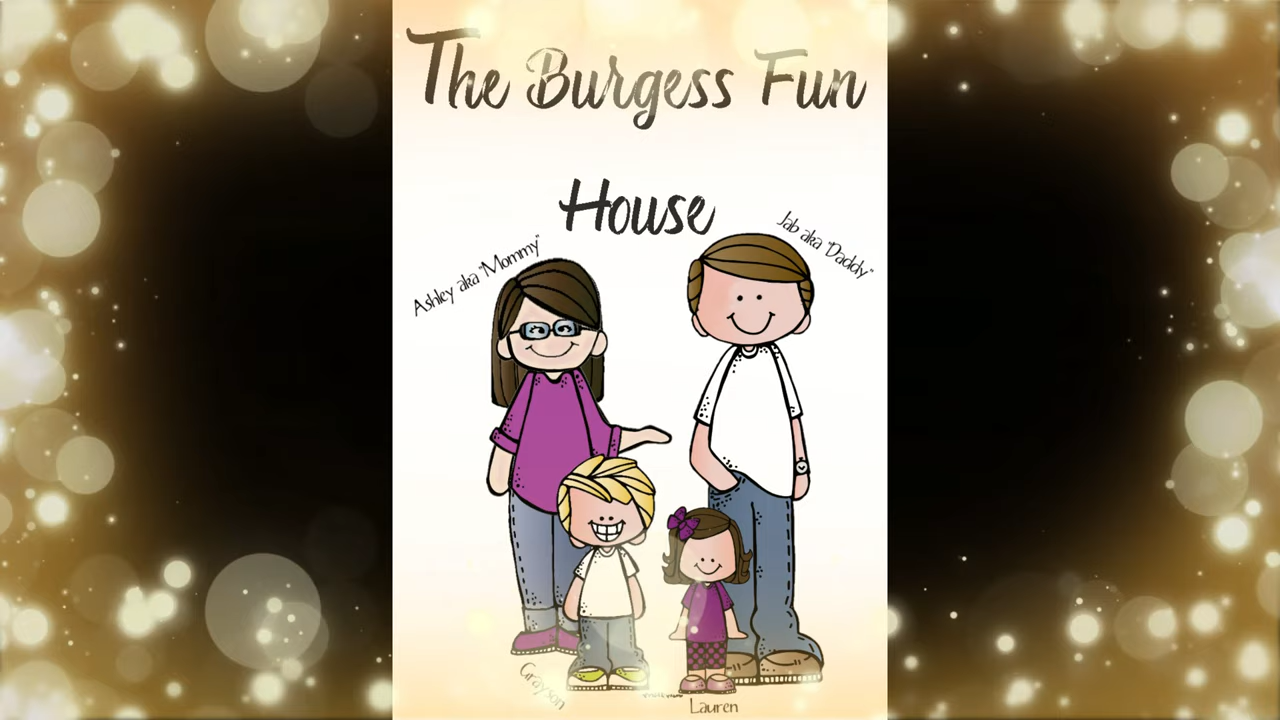 The Burgess Fun
House
Ashley aka "Mommy"
Jab aka "Daddy"
Grayson
Lauren